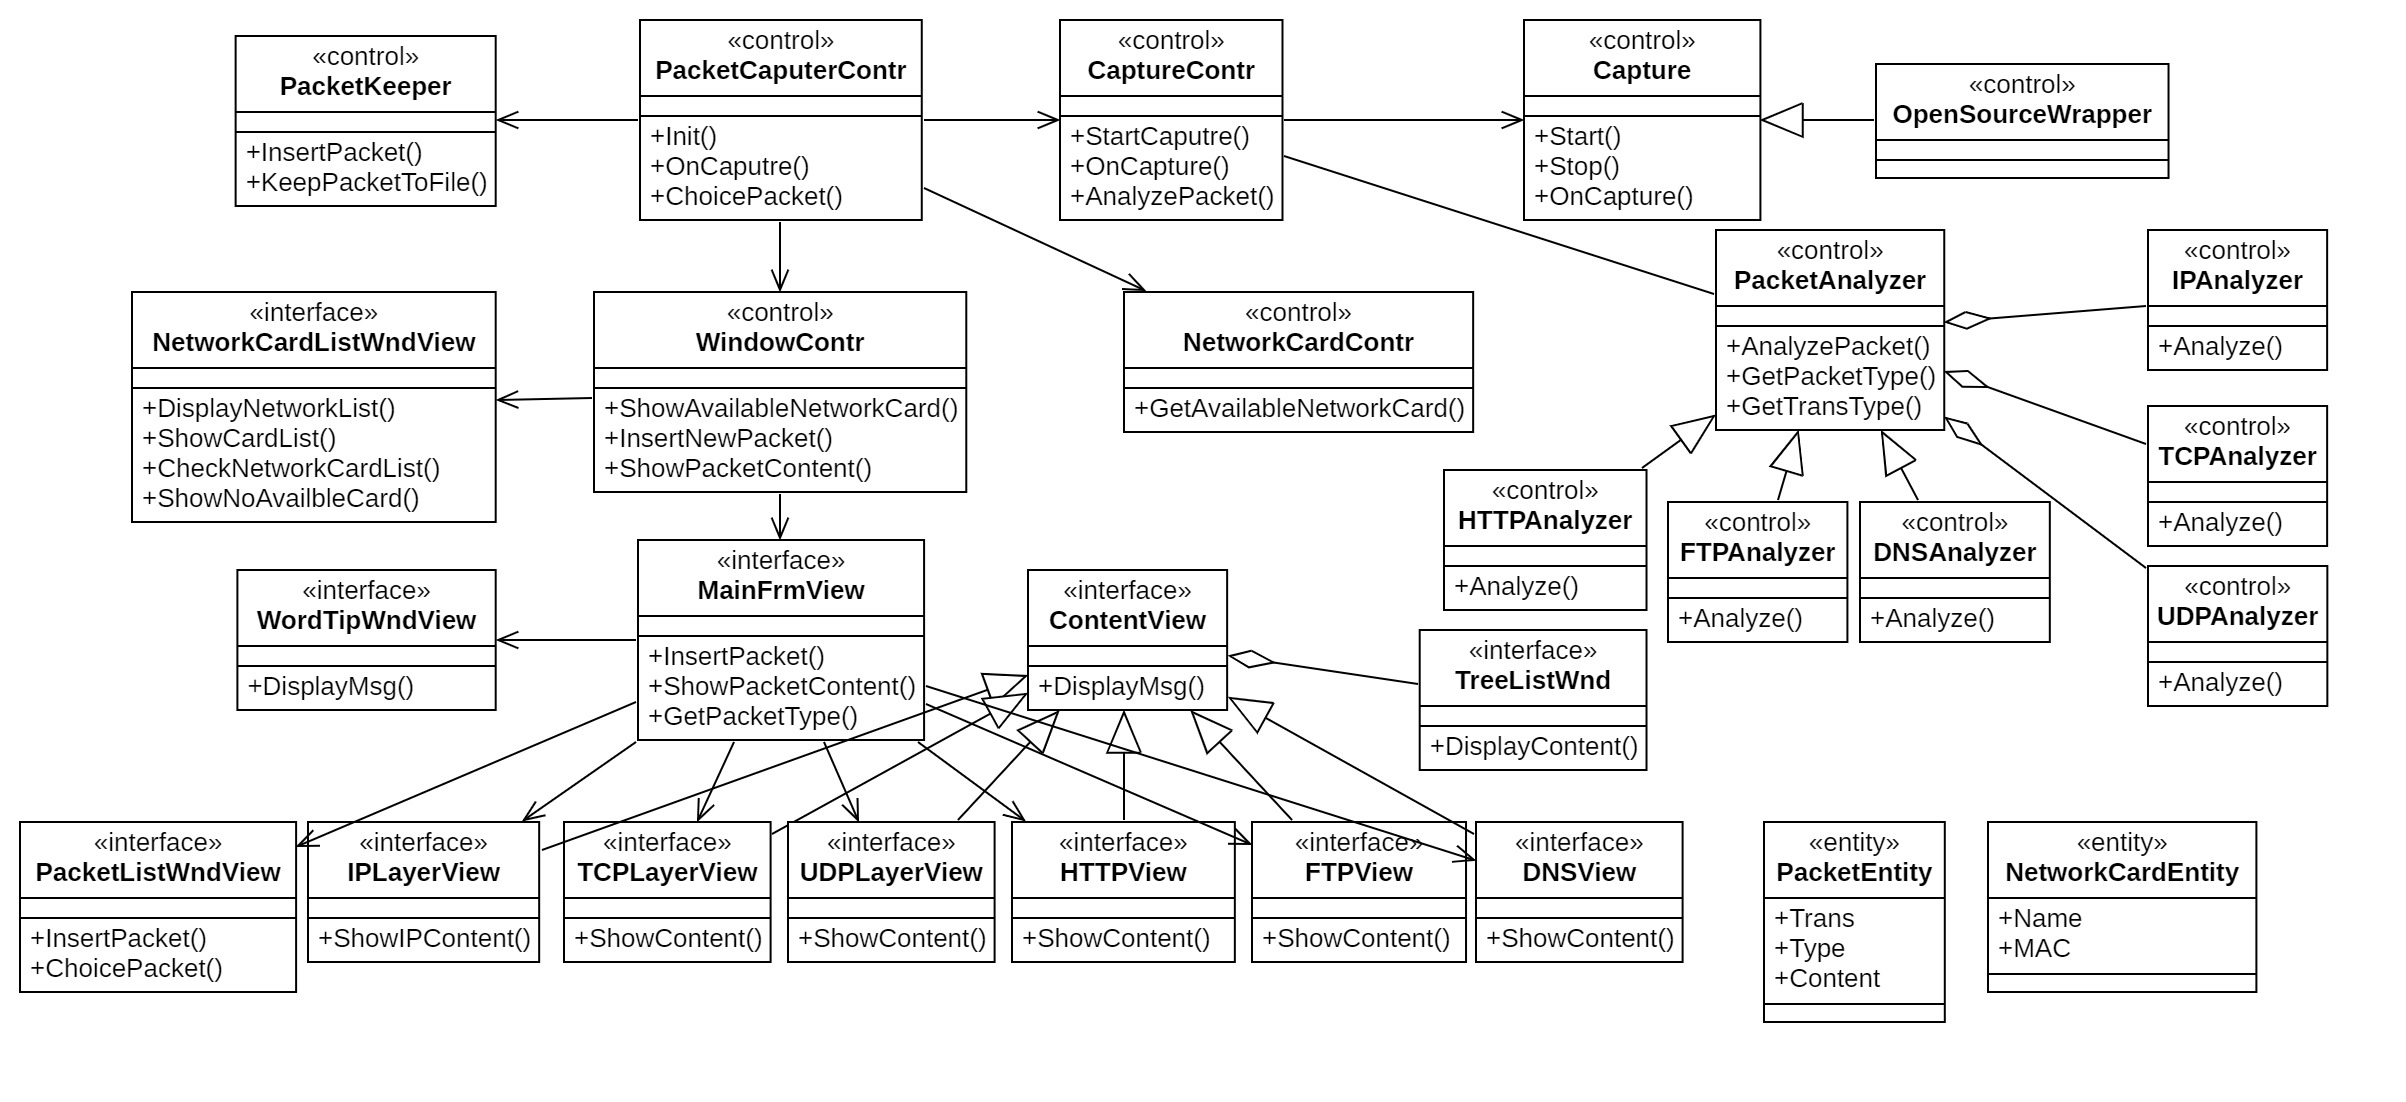 «control»
PacketKeeper
+InsertPacket()
+KeepPacketToFile()
«control»
PacketCaputerContr
+Init()
+OnCaputre()
+ChoicePacket()
«control»
CaptureContr
+StartCaputre()
+OnCapture()
+AnalyzePacket()
«control»
Capture
+Start()
+Stop()
+OnCapture()
«control»
OpenSourceWrapper
«interface»
NetworkCardListWndView
+DisplayNetworkList()
+ShowCardList()
+CheckNetworkCardList()
+ShowNoAvailbleCard()
«control»
WindowContr
+ShowAvailableNetworkCard()
+InsertNewPacket()
+ShowPacketContent()
«control»
NetworkCardContr
+GetAvailableNetworkCard()
«control»
PacketAnalyzer
+AnalyzePacket()
+GetPacketType()
+GetTransType()
«control»
IPAnalyzer
+Analyze()
«control»
TCPAnalyzer
+Analyze()
«control»
HTTPAnalyzer
+Analyze()
«control»
FTPAnalyzer
+Analyze()
«control»
DNSAnalyzer
+Analyze()
«control»
UDPAnalyzer
+Analyze()
«interface»
WordTipWndView
+DisplayMsg()
«interface»
MainFrmView
+InsertPacket()
+ShowPacketContent()
+GetPacketType()
«interface»
ContentView
+DisplayMsg()
«interface»
TreeListWnd
+DisplayContent()
«interface»
PacketListWndView
+InsertPacket()
+ChoicePacket()
«interface»
IPLayerView
+ShowIPContent()
«interface»
TCPLayerView
+ShowContent()
«interface»
UDPLayerView
+ShowContent()
«interface»
HTTPView
+ShowContent()
«interface»
FTPView
+ShowContent()
«interface»
DNSView
+ShowContent()
«entity»
PacketEntity
+Trans
+Type
+Content
«entity»
NetworkCardEntity
+Name
+MAC